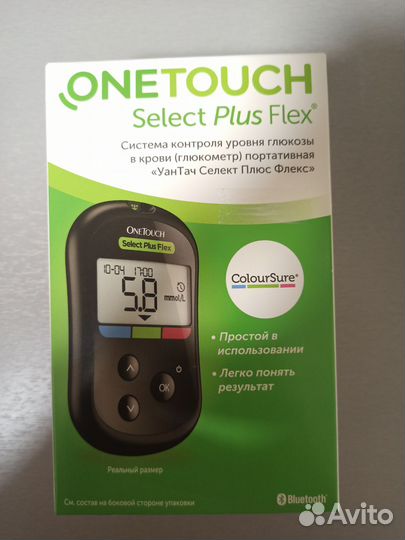 ONETOUCH
Select Plus Flex®
Система контроля уровня глюкозы
в крови (глюкометр) портативная
«УанТач Селект Плюс Флекс»
ONETOUCH
Select Plus Flex
10-04 17:00
5.8
mmol/L
OK
ColourSure®
• Простой в
использовании
• Легко понять
результат
Реальный размер
См. состав на боковой стороне упаковки
Bluetooth®
Avito